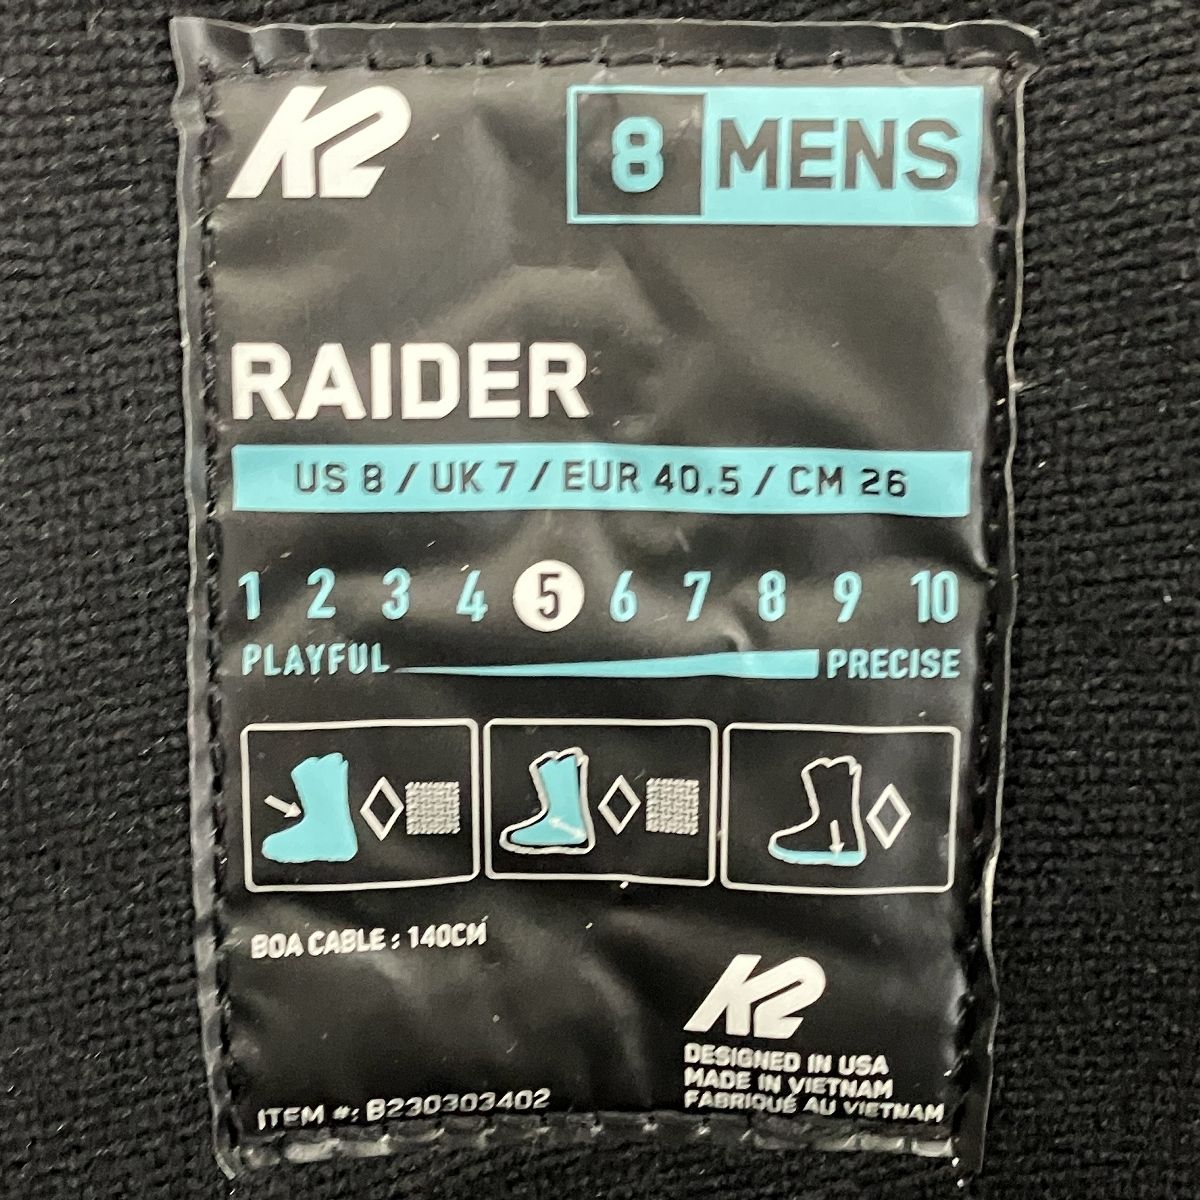 K2
8 MENS
RAIDER
US 8 / UK 7 / EUR 40.5 / CM 26
1 2 3 4 5 6 7 8 9 10
PLAYFUL PRECISE
BOA CABLE : 140CM
K2
DESIGNED IN USA
MADE IN VIETNAM
FABRIQUÉ AU VIETNAM
ITEM #: B230303402